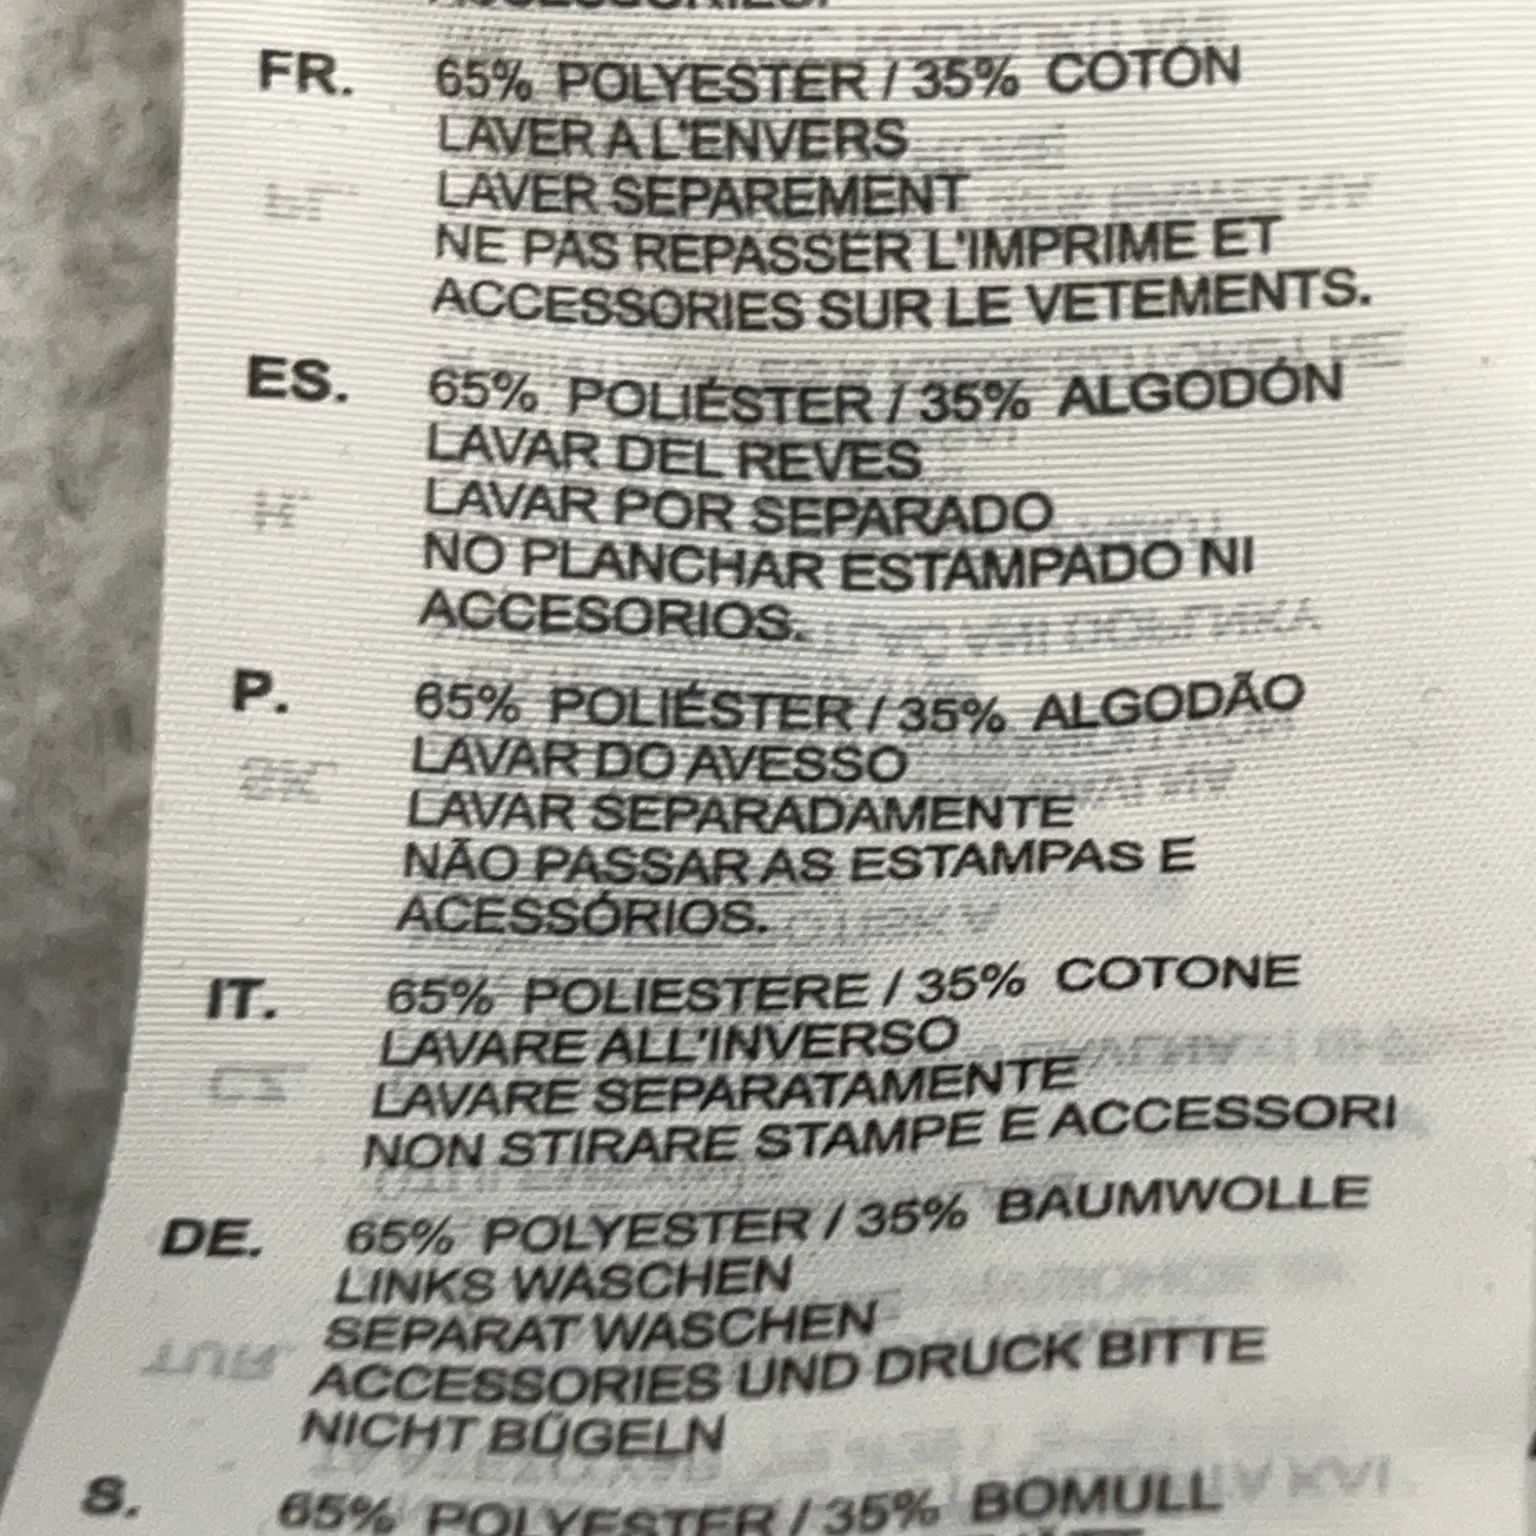 ACCESSORIES.
FR. 65% POLYESTER / 35% COTON
LAVER A L'ENVERS
LAVER SEPAREMENT
NE PAS REPASSER L'IMPRIME ET
ACCESSORIES SUR LE VETEMENTS.
ES. 65% POLIÉSTER / 35% ALGODÓN
LAVAR DEL REVES
LAVAR POR SEPARADO
NO PLANCHAR ESTAMPADO NI
ACCESORIOS.
P. 65% POLIÉSTER / 35% ALGODÃO
LAVAR DO AVESSO
LAVAR SEPARADAMENTE
NÃO PASSAR AS ESTAMPAS E
ACESSÓRIOS.
IT. 65% POLIESTERE / 35% COTONE
LAVARE ALL'INVERSO
LAVARE SEPARATAMENTE
NON STIRARE STAMPE E ACCESSORI
DE. 65% POLYESTER / 35% BAUMWOLLE
LINKS WASCHEN
SEPARAT WASCHEN
ACCESSORIES UND DRUCK BITTE
NICHT BÜGELN
S. 65% POLYESTER / 35% BOMULL